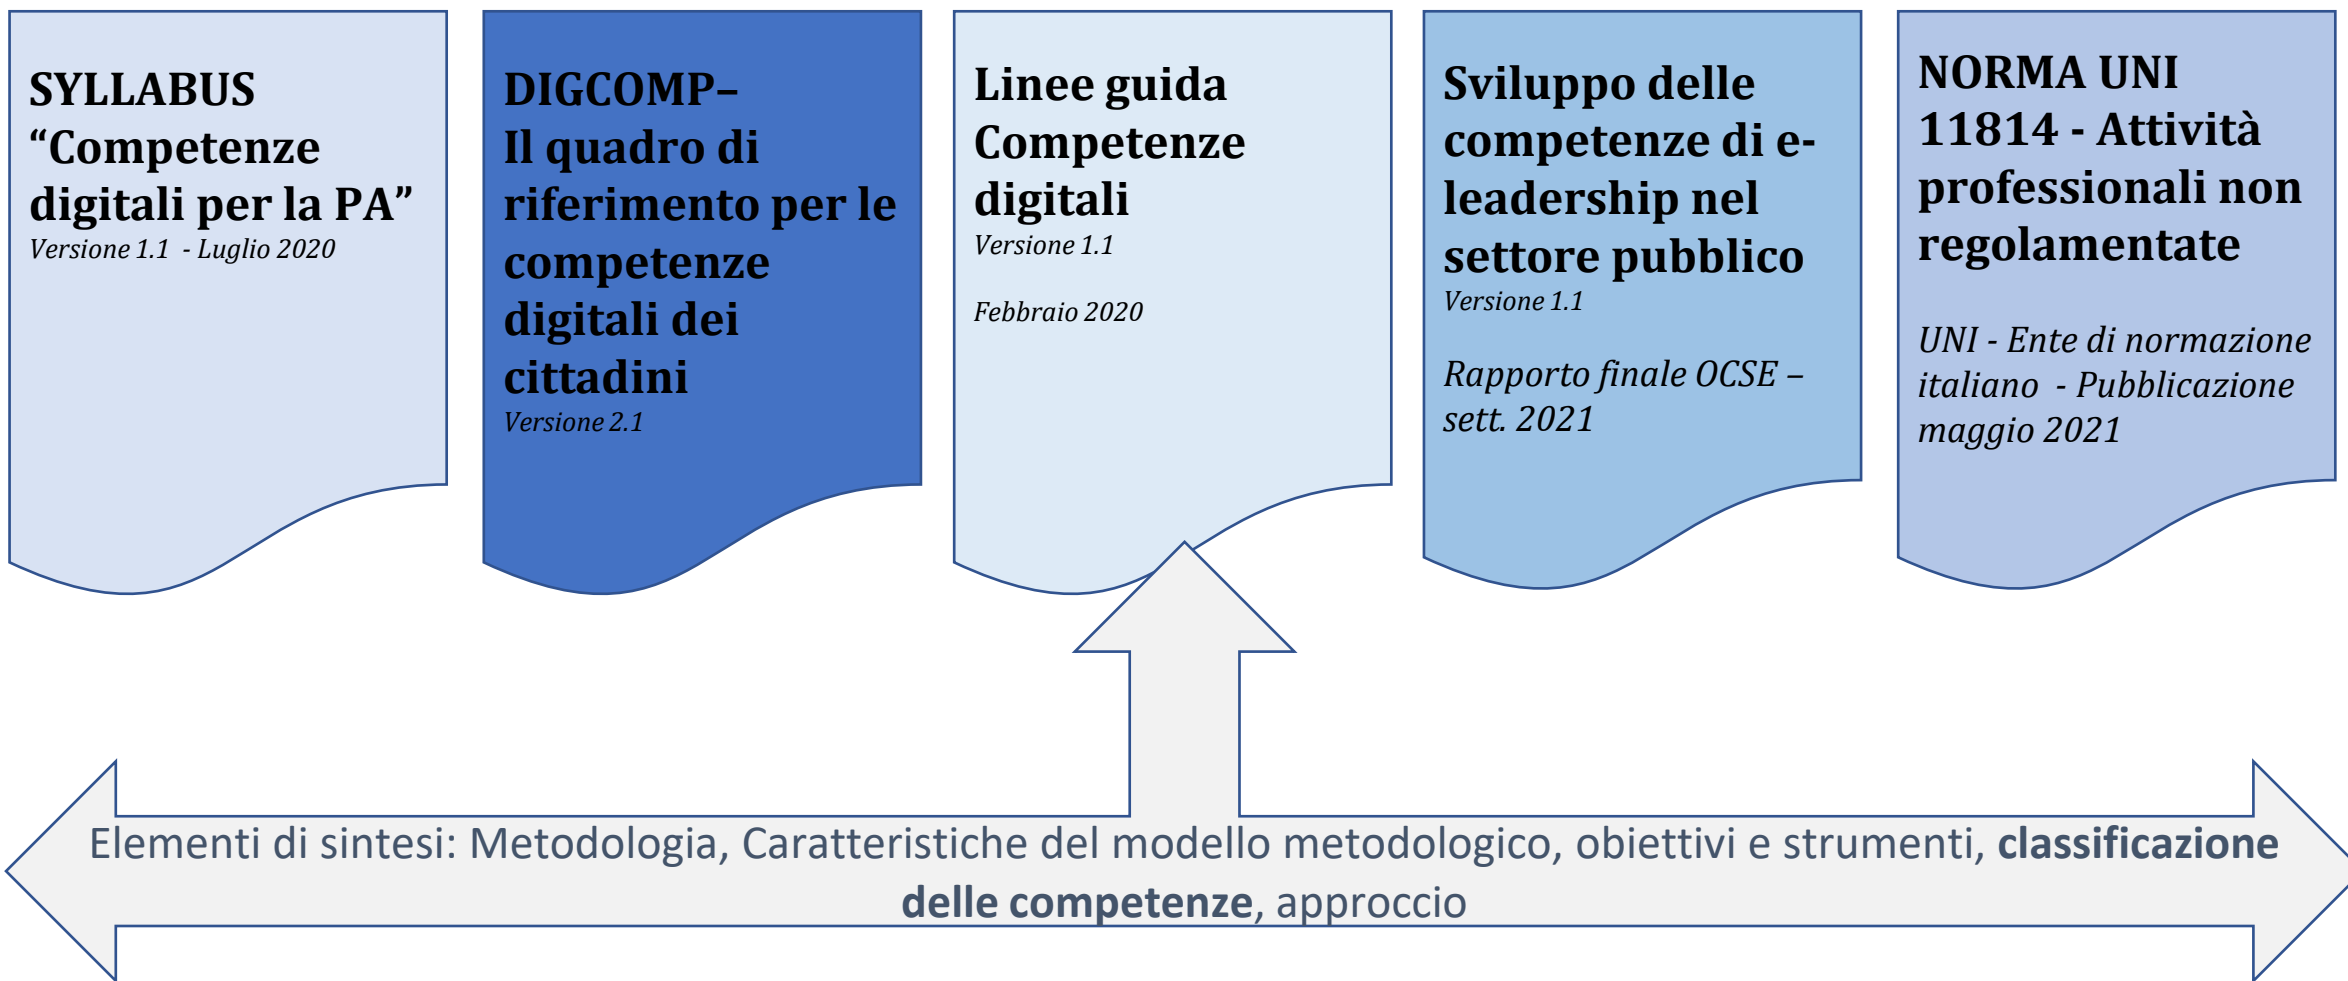 SYLLABUS
“Competenze
digitali per la PA”
Versione 1.1 - Luglio 2020
DIGCOMP–
Il quadro di
riferimento per le
competenze
digitali dei
cittadini
Versione 2.1
Linee guida
Competenze
digitali
Versione 1.1
Febbraio 2020
Sviluppo delle
competenze di e-
leadership nel
settore pubblico
Versione 1.1
Rapporto finale OCSE –
sett. 2021
NORMA UNI
11814 - Attività
professionali non
regolamentate
UNI - Ente di normazione
italiano - Pubblicazione
maggio 2021
Elementi di sintesi: Metodologia, Caratteristiche del modello metodologico, obiettivi e strumenti, classificazione
delle competenze, approccio